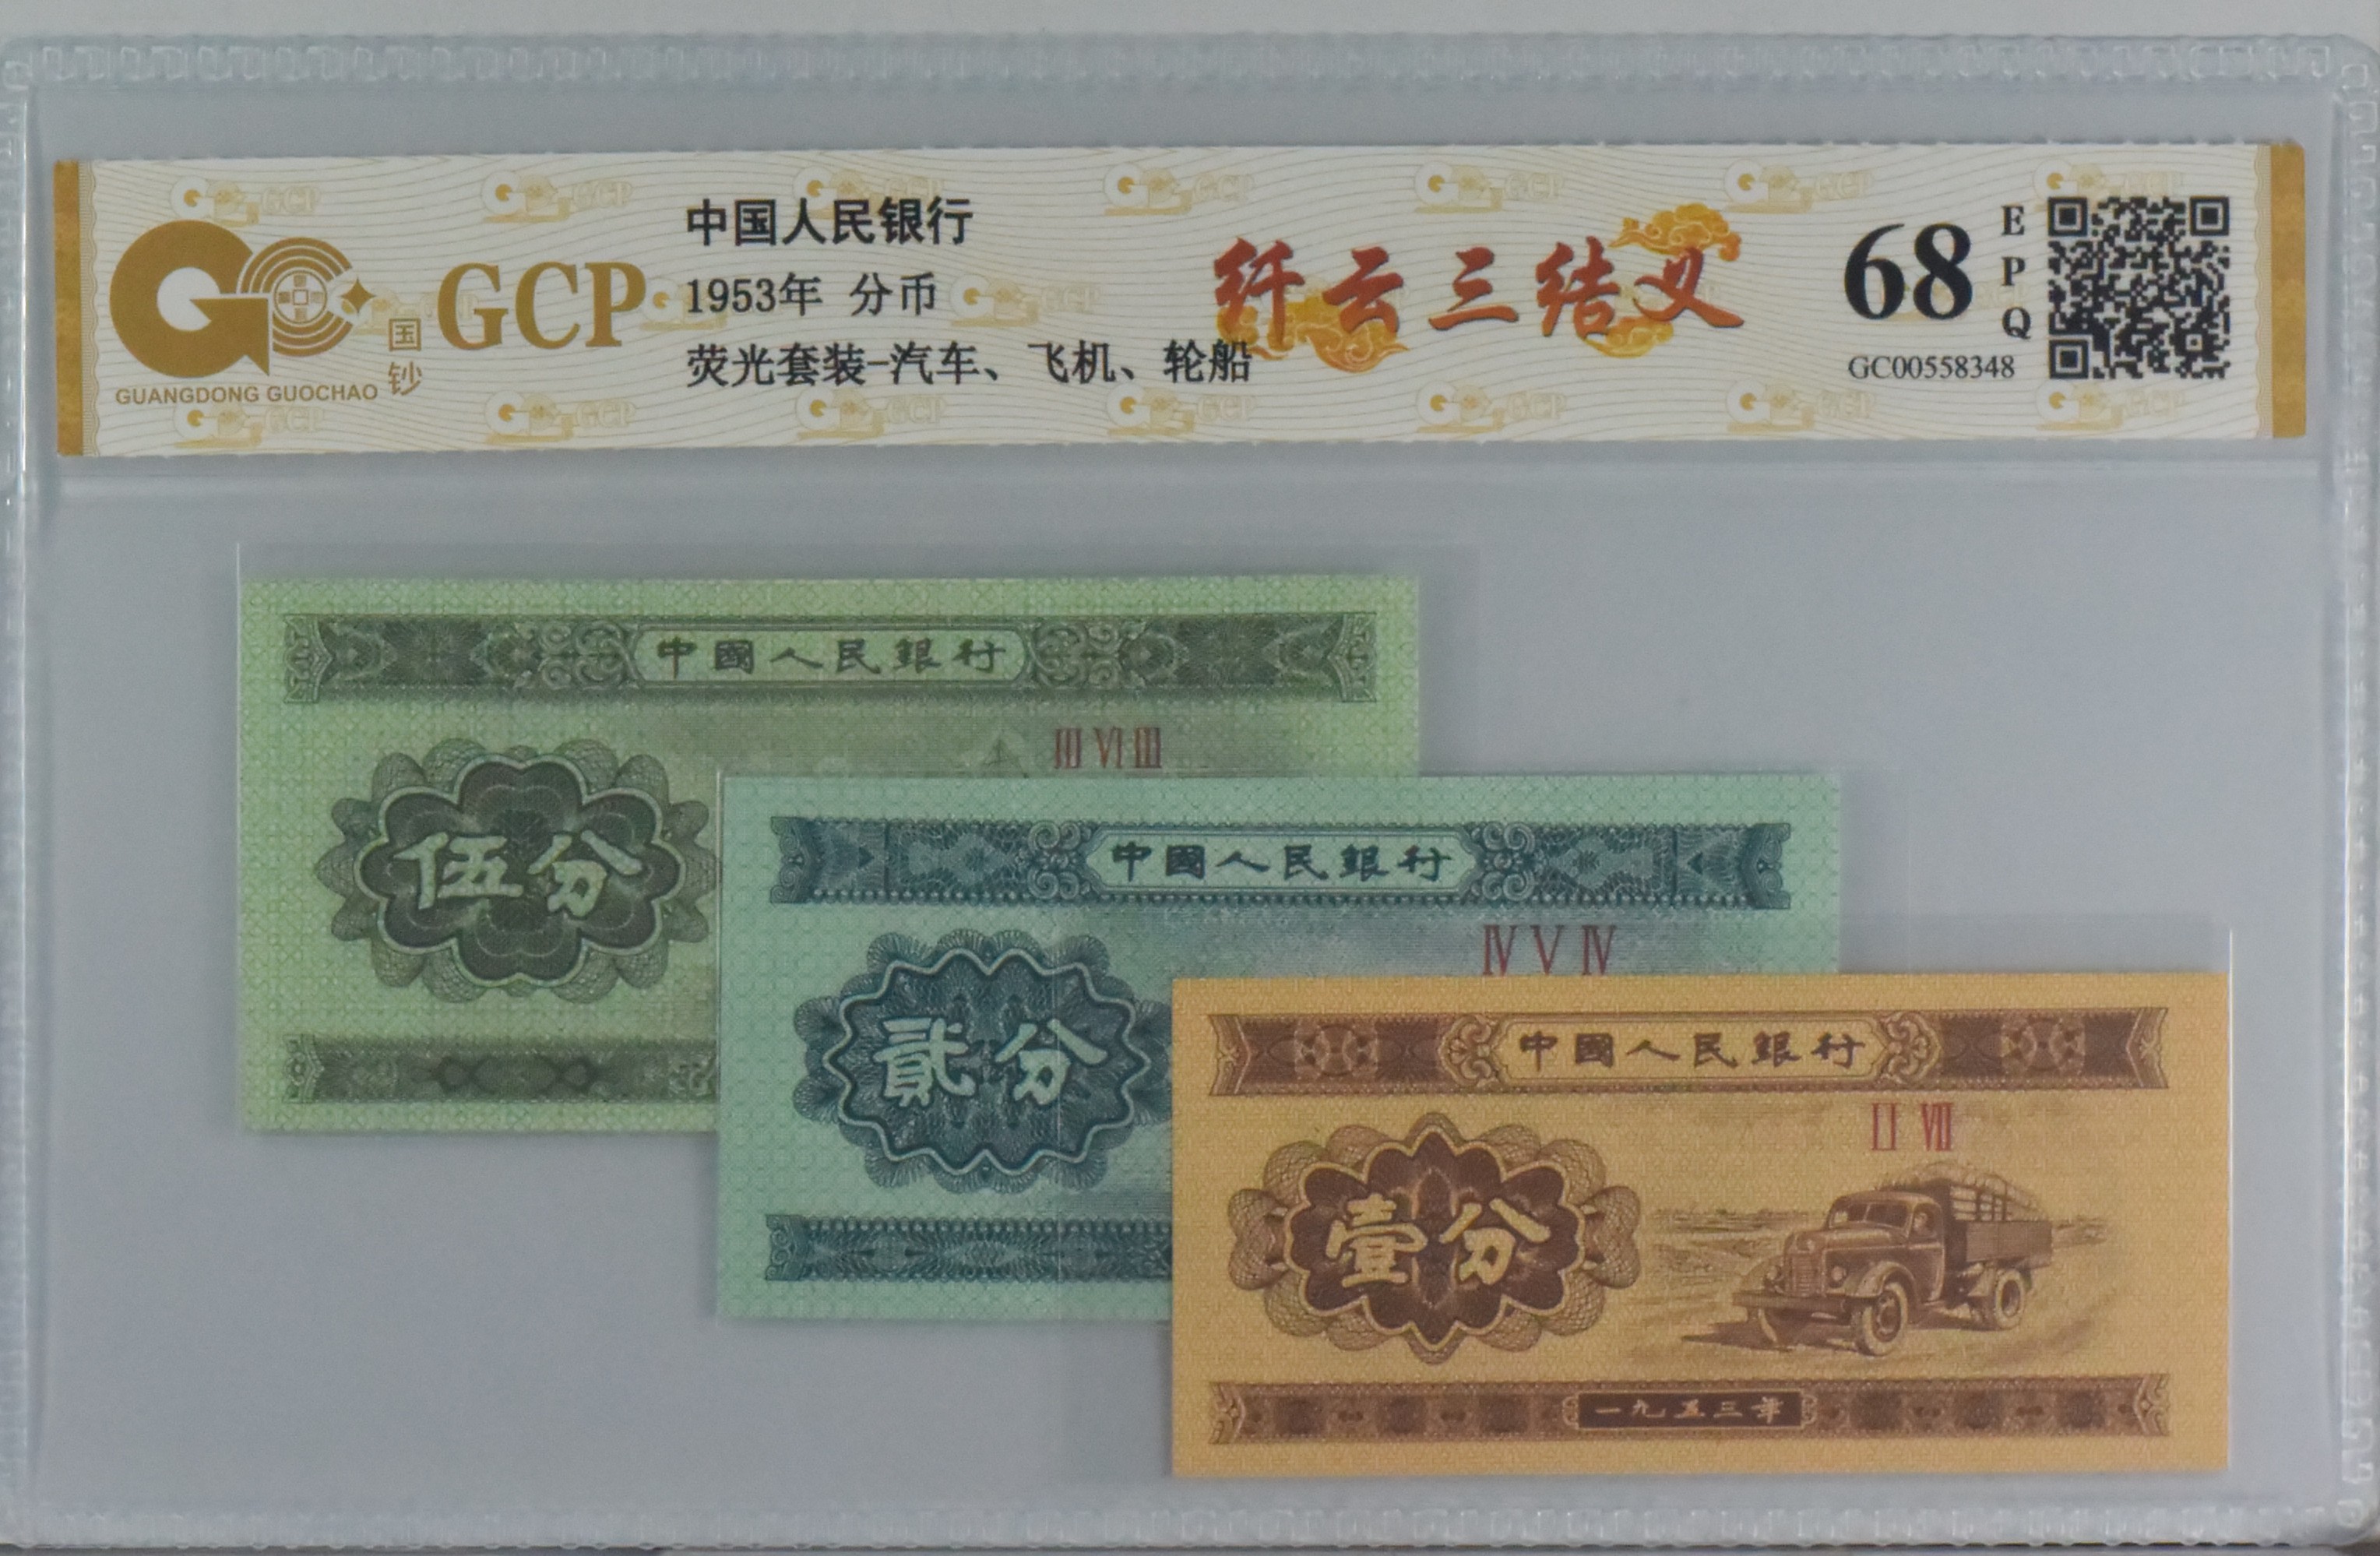 中国人民银行
1953年 分币
荧光套装-汽车、飞机、轮船
GCP
国钞
GUANGDONG GUOCHAO
纤云三结义
68
EPQ
GC00558348
中國人民銀行
III VI III
伍分
中國人民銀行
IV V IV
貳分
中國人民銀行
II VII
壹分
一九五三年